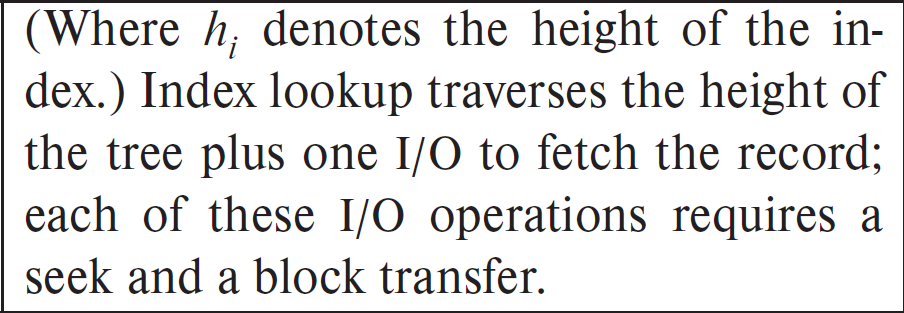 (Where hᵢ denotes the height of the in-
dex.) Index lookup traverses the height of
the tree plus one I/O to fetch the record;
each of these I/O operations requires a
seek and a block transfer.